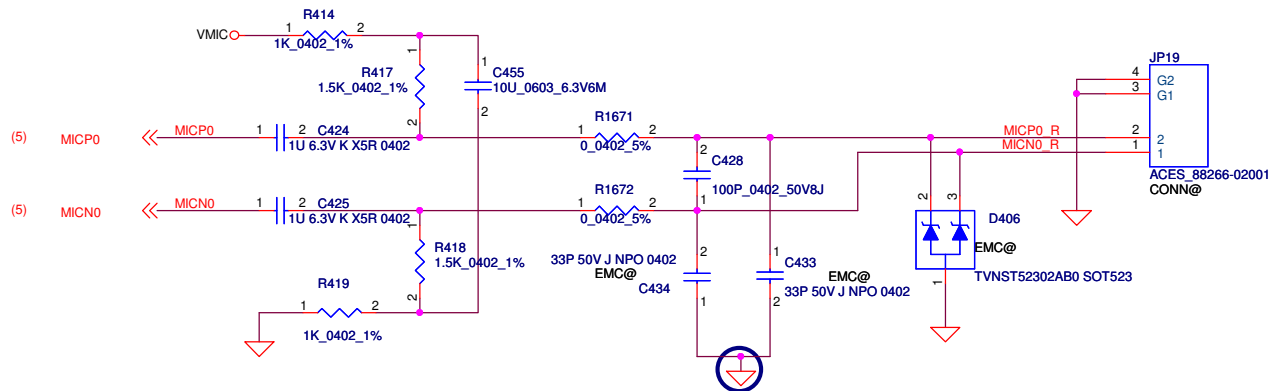 R414
VMIC 1 2
1K_0402_1%
1
R417
1.5K_0402_1%
2
1
C455
10U_0603_6.3V6M
2
JP19
4 G2
3 G1
2 2
1 1
ACES_88266-02001
CONN@
(5) MICP0 MICP0 1 2 C424
1U 6.3V K X5R 0402
R1671
1 2
0_0402_5%
MICP0_R
MICN0_R
2
C428
100P_0402_50V8J
1
(5) MICN0 MICN0 1 2 C425
1U 6.3V K X5R 0402
R1672
1 2
0_0402_5%
1
R418
1.5K_0402_1%
2
33P 50V J NPO 0402
EMC@
2
C434
1
1
C433
EMC@
33P 50V J NPO 0402
2
2 3
D406
EMC@
TVNST52302AB0 SOT523
1
R419
1 2
1K_0402_1%